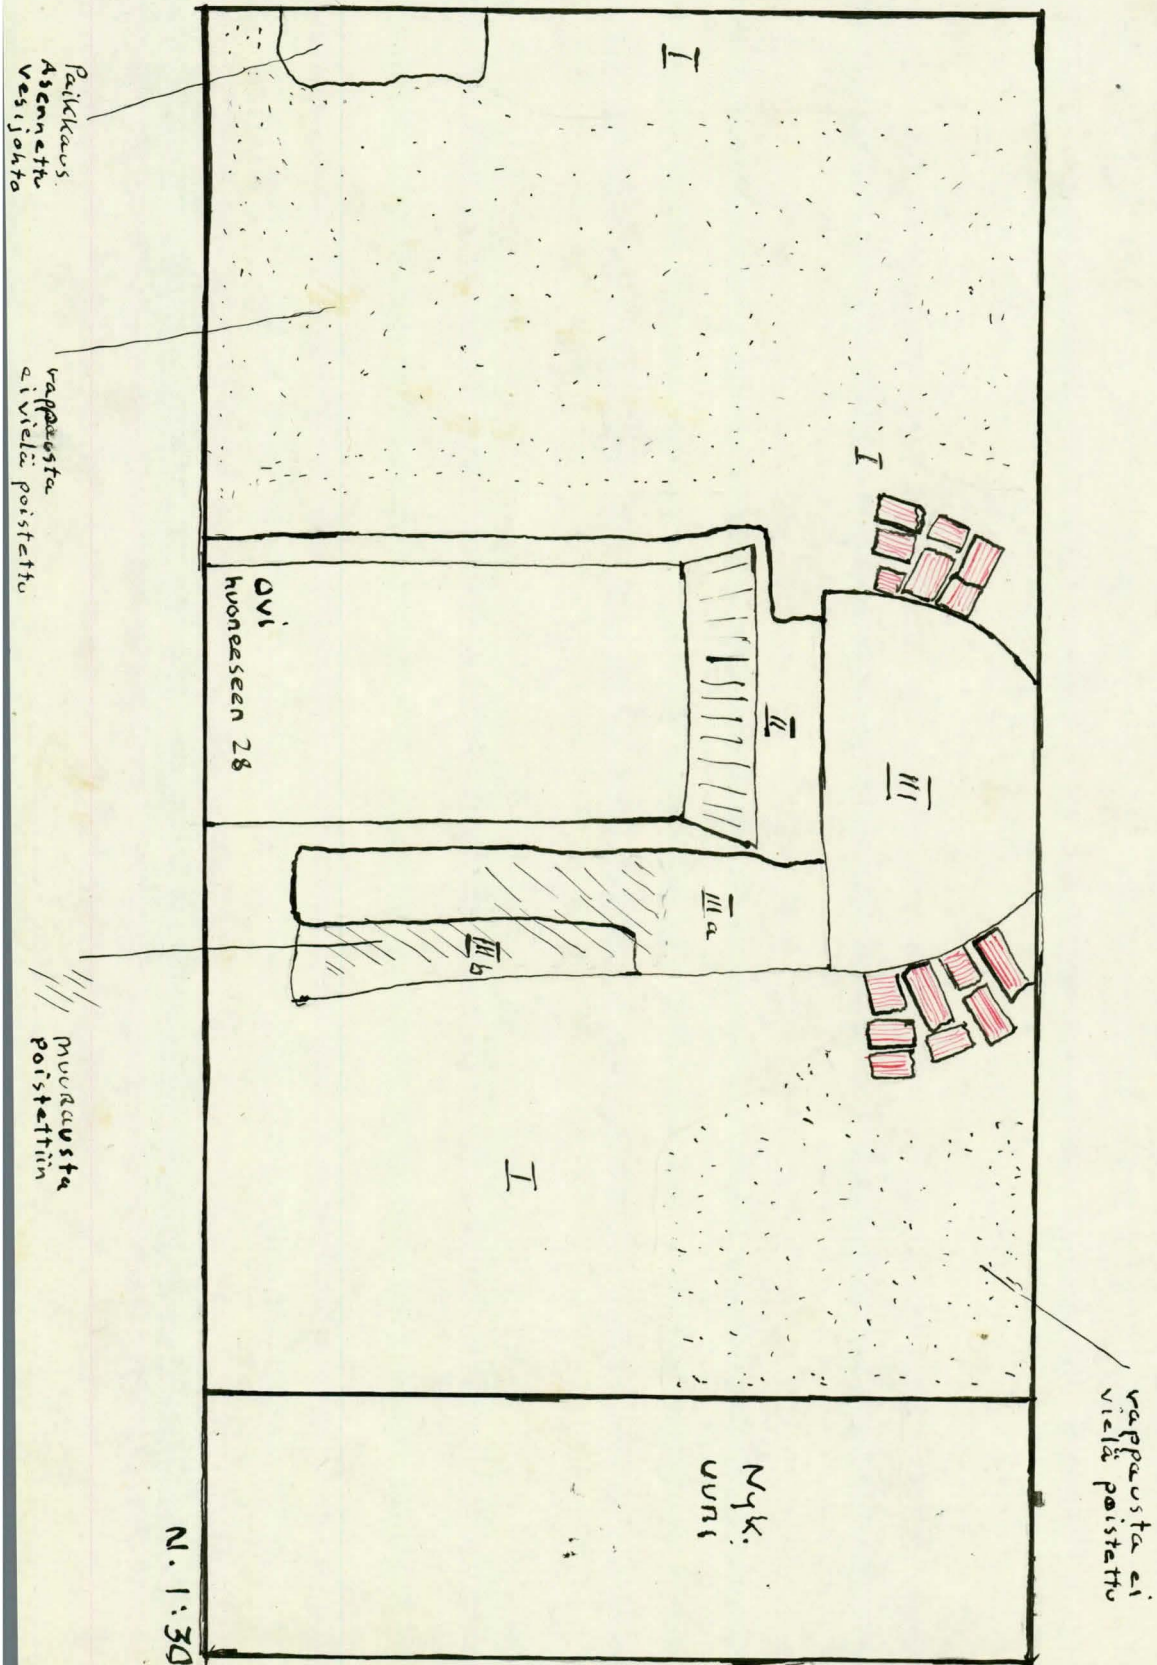 rappausta ei
vielä poistettu
I
I
III
II
IIIa
IIIb
I
Ovi
huoneeseen 28
Nyk.
uuni
Paikkaus.
Asennettu
vesijohto
rappausta
ei vielä poistettu
muurausta
poistettiin
N. 1:30